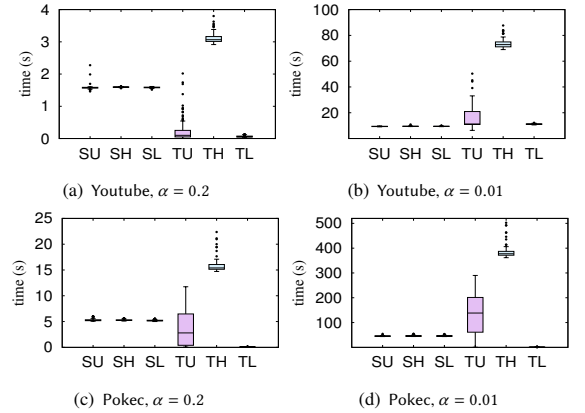 4
3
2
1
0
time (s)
SU SH SL TU TH TL
(a) Youtube, α = 0.2
100
80
60
40
20
time (s)
SU SH SL TU TH TL
(b) Youtube, α = 0.01
25
20
15
10
5
0
time (s)
SU SH SL TU TH TL
(c) Pokec, α = 0.2
500
400
300
200
100
time (s)
SU SH SL TU TH TL
(d) Pokec, α = 0.01